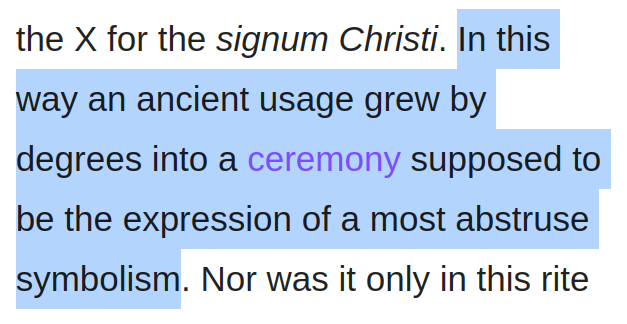 the X for the signum Christi. In this
way an ancient usage grew by
degrees into a ceremony supposed to
be the expression of a most abstruse
symbolism. Nor was it only in this rite